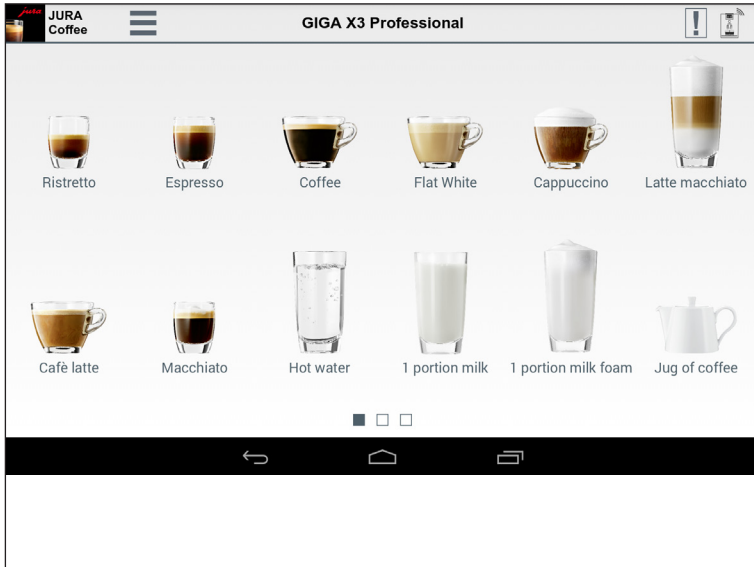 jura
JURA
Coffee
GIGA X3 Professional
Ristretto
Espresso
Coffee
Flat White
Cappuccino
Latte macchiato
Cafè latte
Macchiato
Hot water
1 portion milk
1 portion milk foam
Jug of coffee